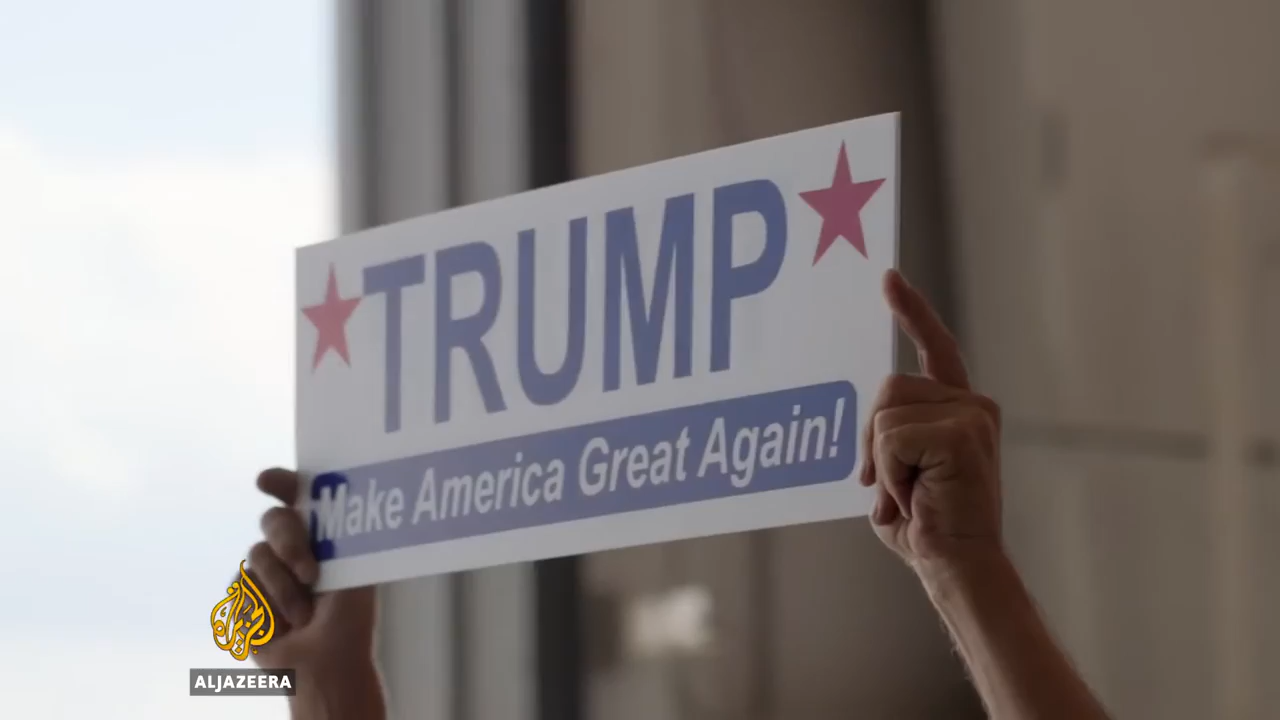 TRUMP
Make America Great Again!
الجزيرة
ALJAZEERA